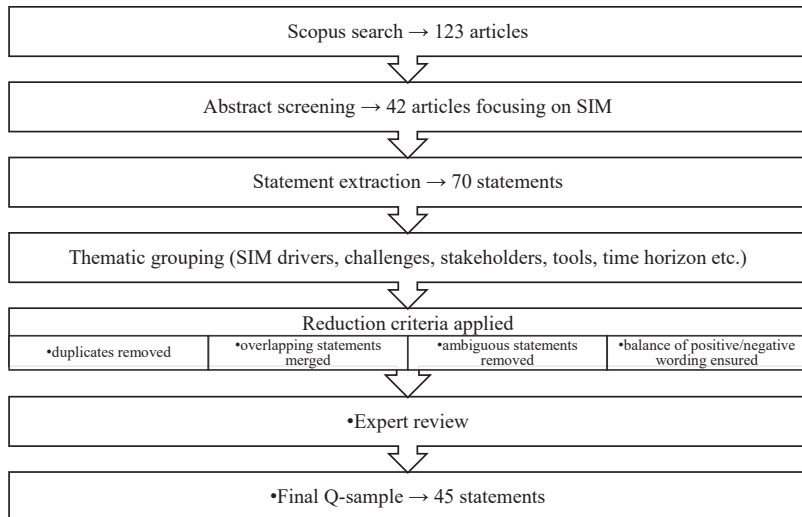 Scopus search → 123 articles
Abstract screening → 42 articles focusing on SIM
Statement extraction → 70 statements
Thematic grouping (SIM drivers, challenges, stakeholders, tools, time horizon etc.)
Reduction criteria applied
•duplicates removed
•overlapping statements
merged
•ambiguous statements
removed
•balance of positive/negative
wording ensured
•Expert review
•Final Q-sample → 45 statements